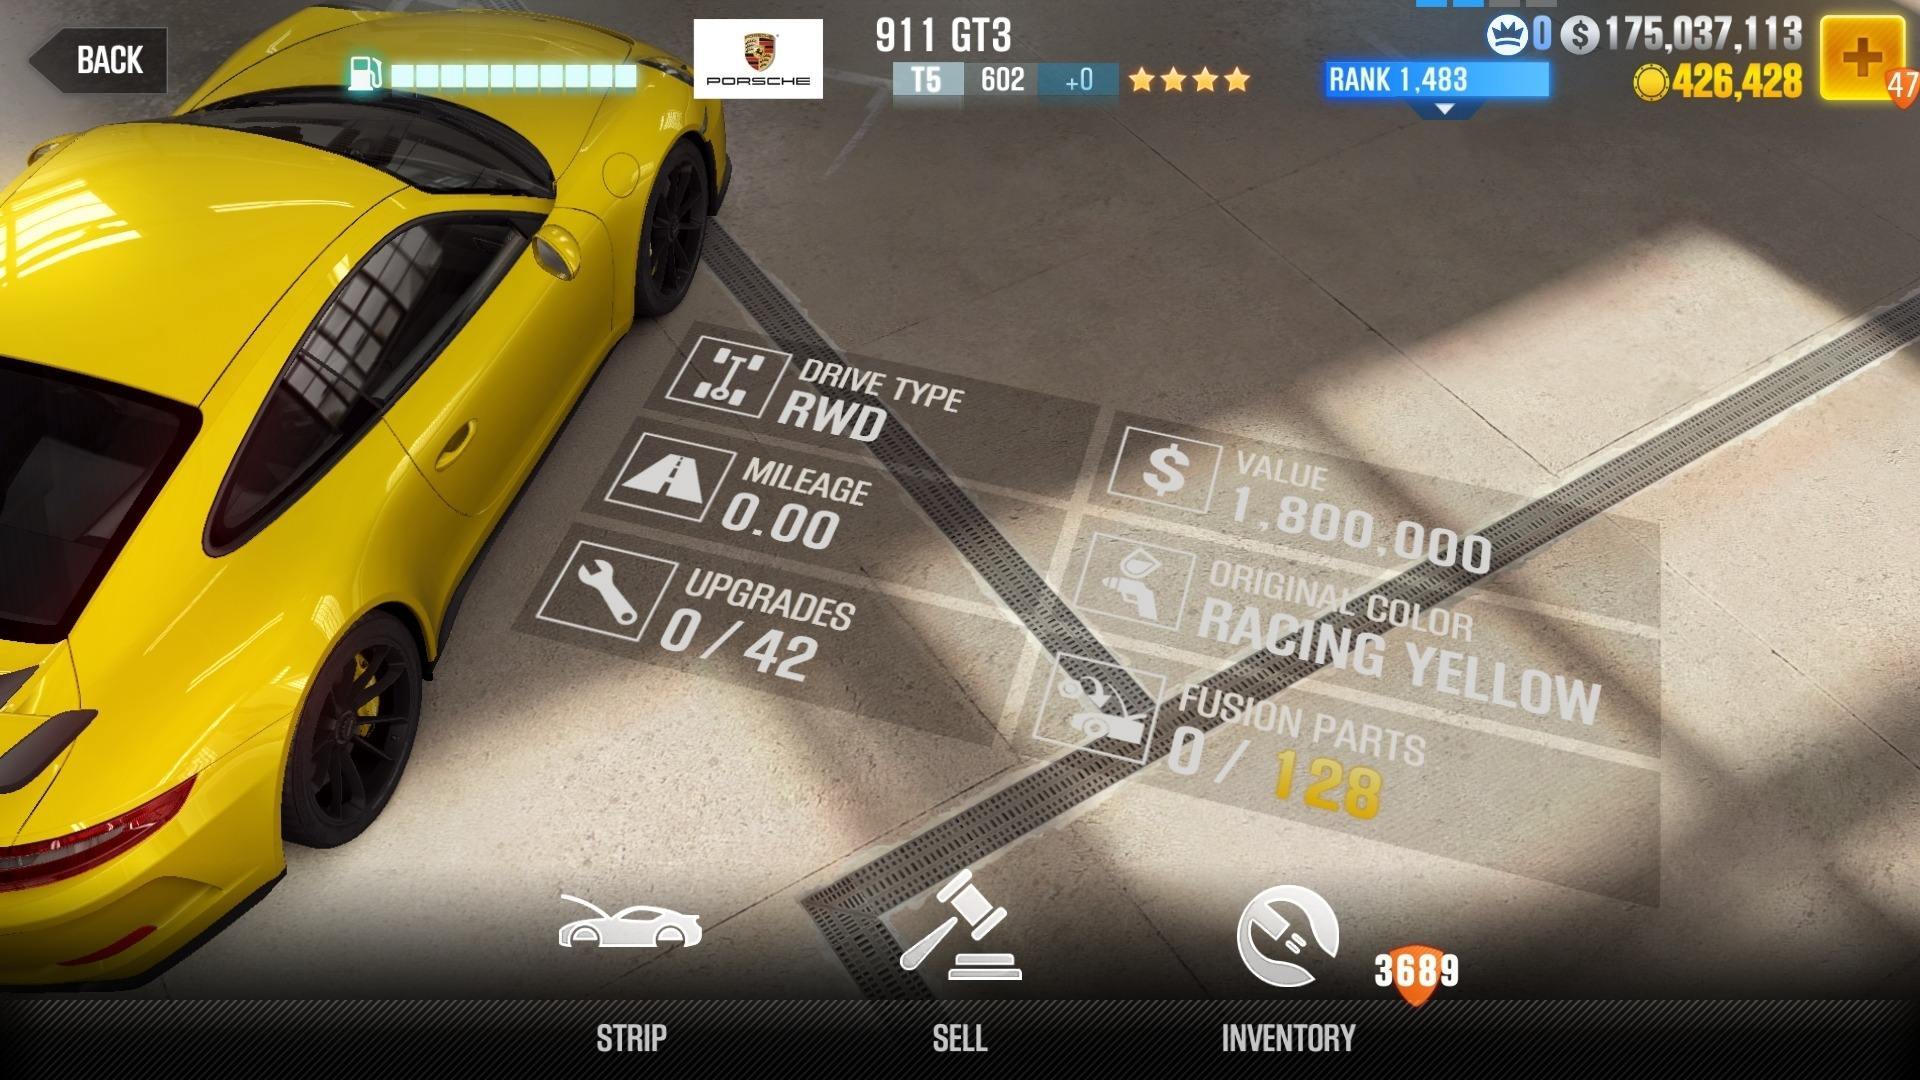 BACK
PORSCHE
911 GT3
T5 602 +0
RANK 1,483
0 $ 175,037,113
426,428
47
DRIVE TYPE
RWD
MILEAGE
0.00
UPGRADES
0/42
$ VALUE
1,800,000
ORIGINAL COLOR
RACING YELLOW
FUSION PARTS
0/ 128
3689
STRIP
SELL
INVENTORY